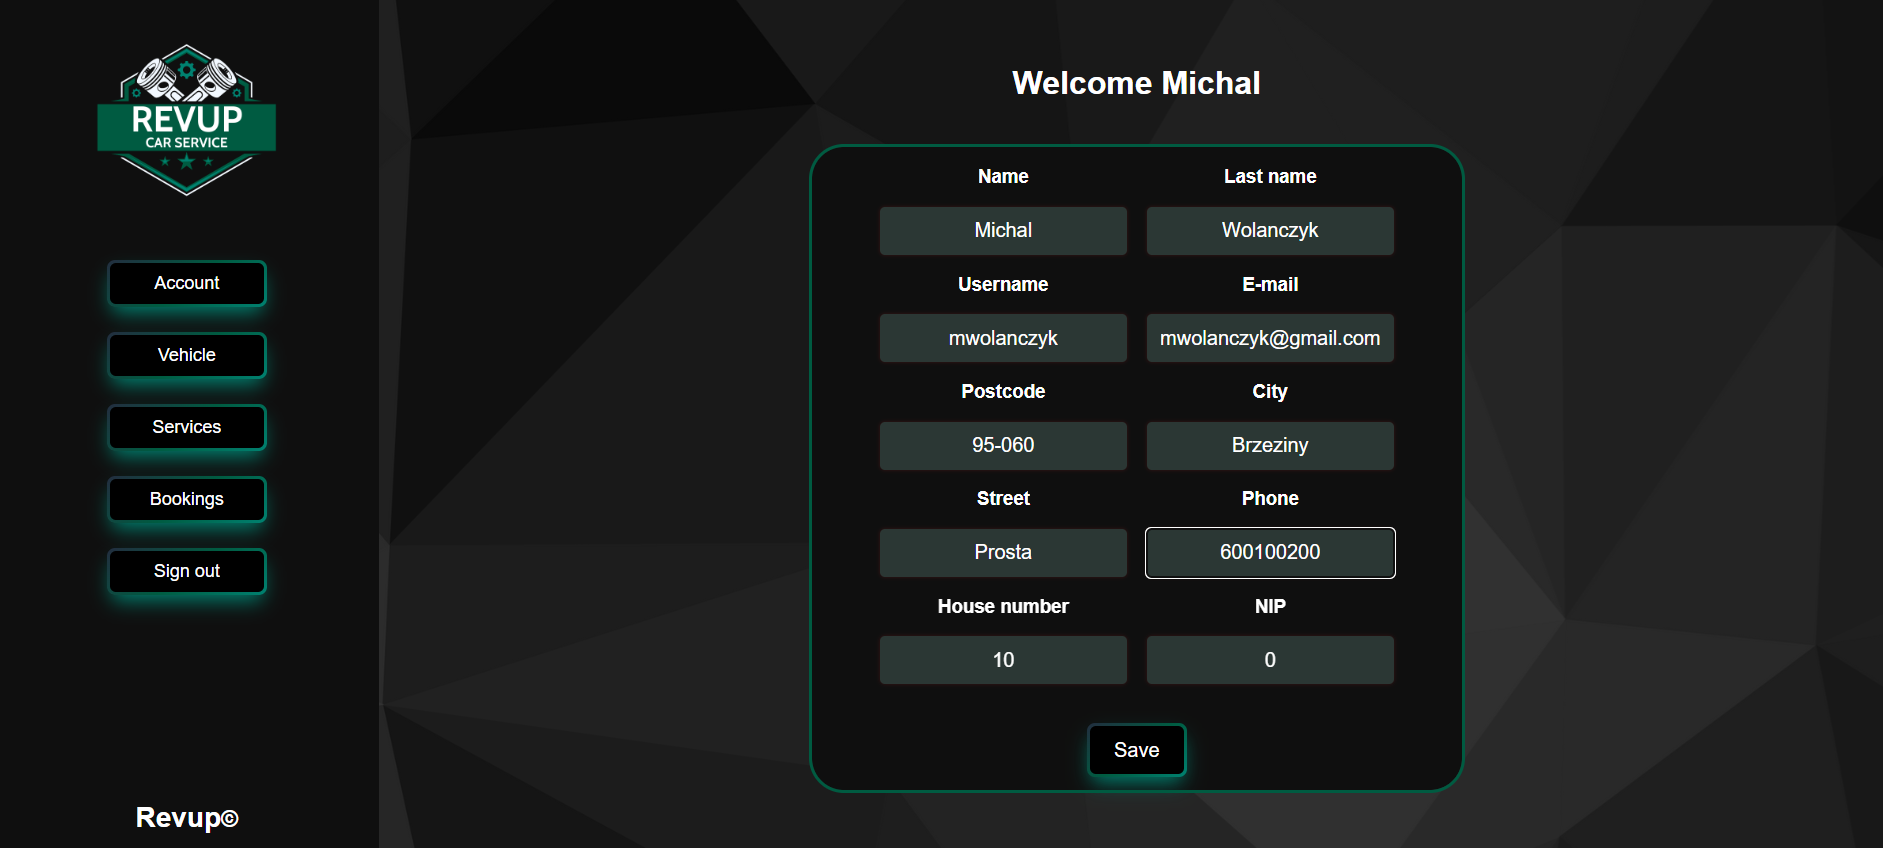 REVUP
CAR SERVICE
Account
Vehicle
Services
Bookings
Sign out
Revup©
Welcome Michal
Name Last name
Michal Wolanczyk
Username E-mail
mwolanczyk mwolanczyk@gmail.com
Postcode City
95-060 Brzeziny
Street Phone
Prosta 600100200
House number NIP
10 0
Save